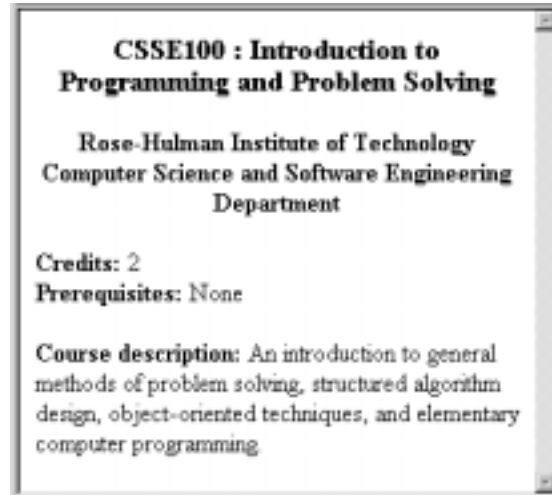 CSSE100 : Introduction to
Programming and Problem Solving
Rose-Hulman Institute of Technology
Computer Science and Software Engineering
Department
Credits: 2
Prerequisites: None
Course description: An introduction to general
methods of problem solving, structured algorithm
design, object-oriented techniques, and elementary
computer programming.